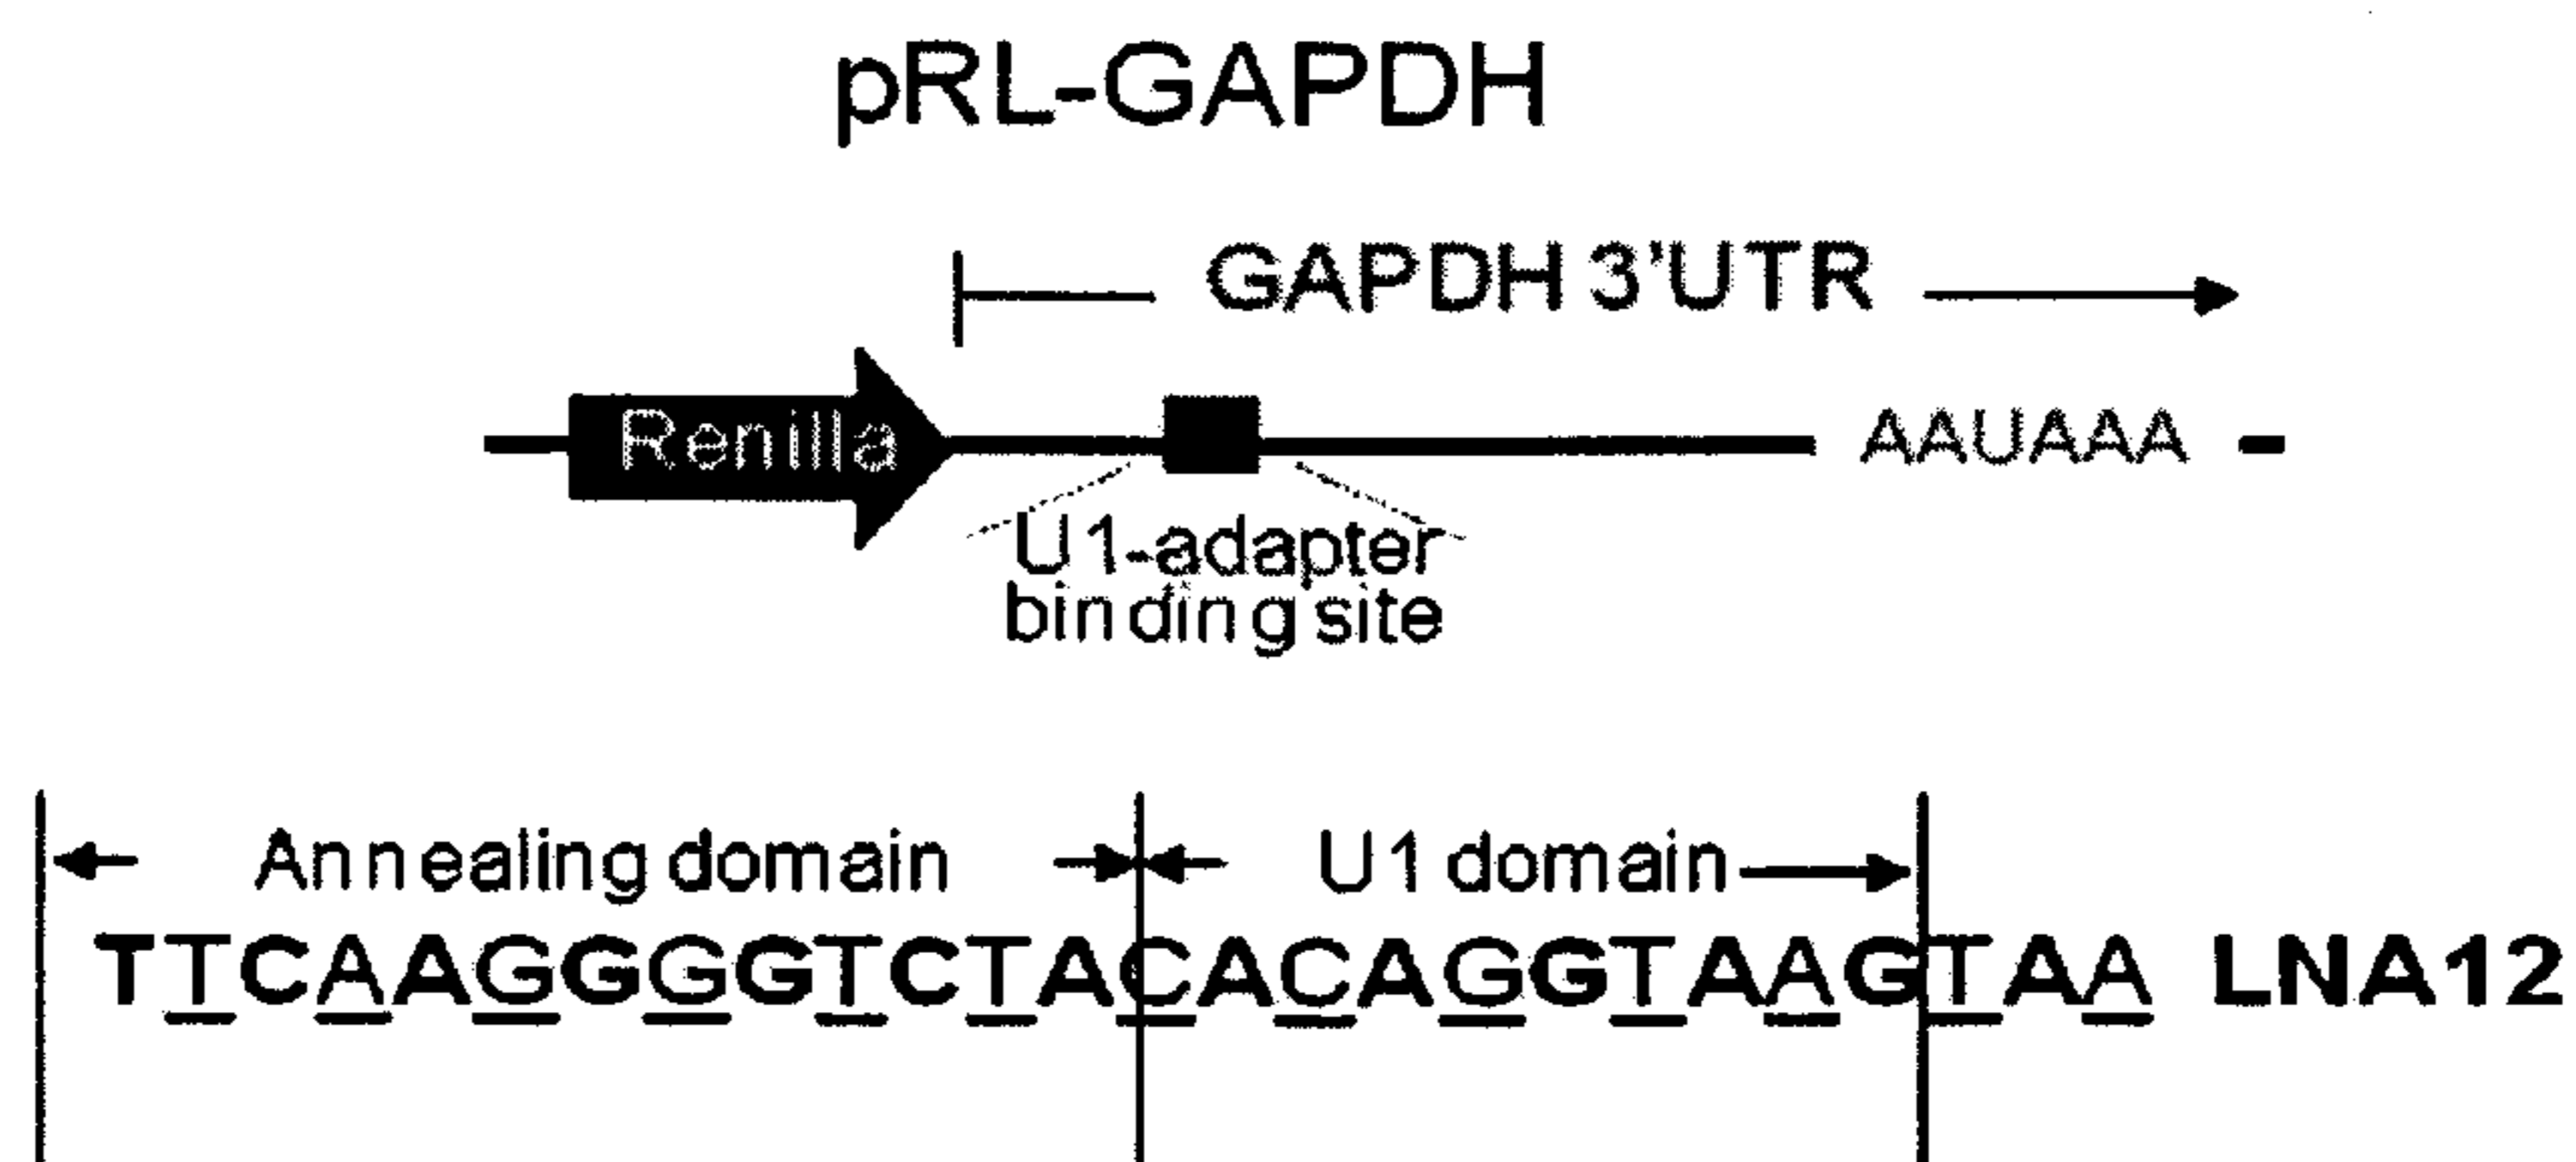 pRL-GAPDH
GAPDH 3'UTR
Renilla
AAUAAA
U1-adapter
binding site
Annealing domain
U1 domain
TTCAAGGGGTCTACACAGGTAAGTAA LNA12